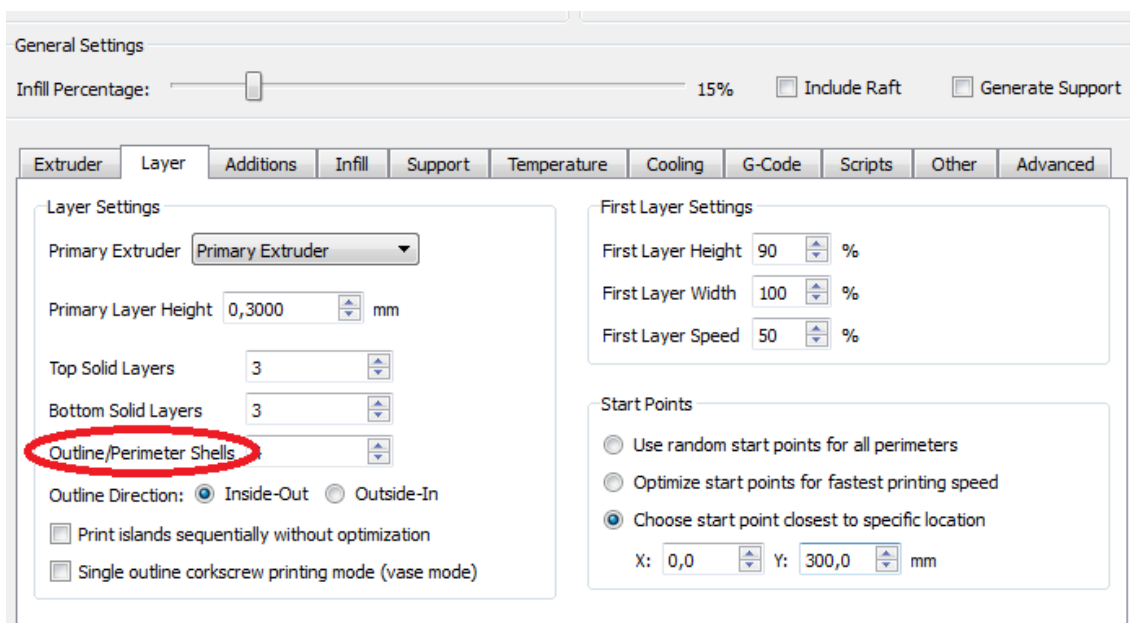 General Settings
Infill Percentage: 15% Include Raft Generate Support
Extruder Layer Additions Infill Support Temperature Cooling G-Code Scripts Other Advanced
Layer Settings
Primary Extruder Primary Extruder
Primary Layer Height 0,3000 mm
Top Solid Layers 3
Bottom Solid Layers 3
Outline/Perimeter Shells
Outline Direction: Inside-Out Outside-In
Print islands sequentially without optimization
Single outline corkscrew printing mode (vase mode)
First Layer Settings
First Layer Height 90 %
First Layer Width 100 %
First Layer Speed 50 %
Start Points
Use random start points for all perimeters
Optimize start points for fastest printing speed
Choose start point closest to specific location
X: 0,0 Y: 300,0 mm